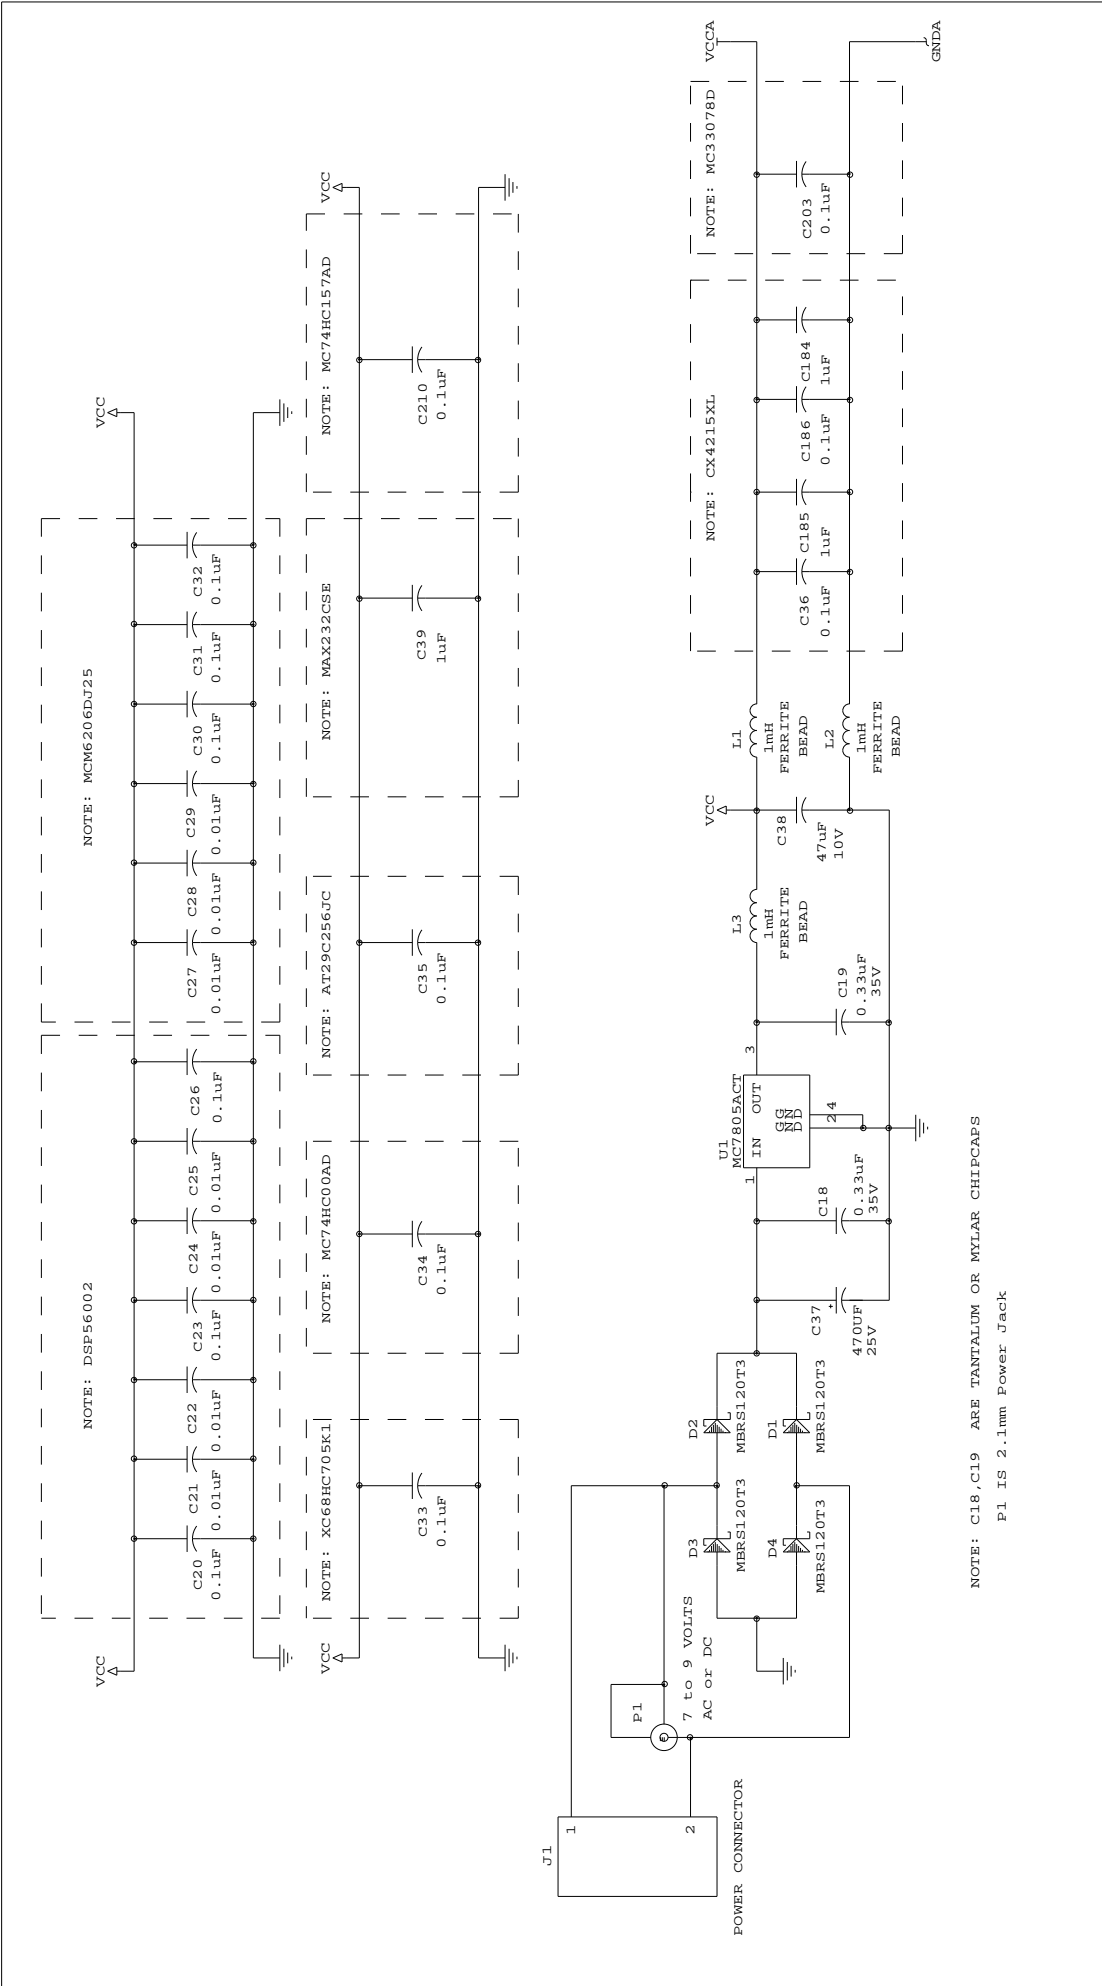 NOTE: DSP56002
NOTE: MCM6206DJ25
VCC
VCC
C20
0.1uF
C21
0.01uF
C22
0.01uF
C23
0.1uF
C24
0.01uF
C25
0.01uF
C26
0.1uF
C27
0.01uF
C28
0.01uF
C29
0.01uF
C30
0.1uF
C31
0.1uF
C32
0.1uF
NOTE: XC68HC705K1
NOTE: MC74HC00AD
NOTE: AT29C256JC
NOTE: MAX232CSE
NOTE: MC74HC157AD
VCC
VCC
C33
0.1uF
C34
0.1uF
C35
0.1uF
C39
1uF
C210
0.1uF
J1
1
2
POWER CONNECTOR
P1
7 to 9 VOLTS
AC or DC
D3
MBRS120T3
D2
MBRS120T3
D4
MBRS120T3
D1
MBRS120T3
C37
+
470UF
25V
C18
0.33uF
35V
U1
MC7805ACT
1
IN
OUT
3
GND
GND
2
4
C19
0.33uF
35V
L3
1mH
FERRITE
BEAD
VCC
C38
47uF
10V
L1
1mH
FERRITE
BEAD
L2
1mH
FERRITE
BEAD
NOTE: CX4215XL
C36
0.1uF
C185
1uF
C186
0.1uF
C184
1uF
NOTE: MC33078D
C203
0.1uF
VCCA
GNDA
NOTE: C18,C19 ARE TANTALUM OR MYLAR CHIPCAPS
P1 IS 2.1mm Power Jack